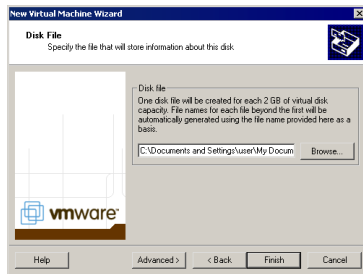 New Virtual Machine Wizard
Disk File
Specify the file that will store information about this disk
Disk file
One disk file will be created for each 2 GB of virtual disk
capacity. File names for each file beyond the first will be
automatically generated using the file name provided here as a
basis.
C:\Documents and Settings\user\My Docum
Browse...
vmware
Help
Advanced >
< Back
Finish
Cancel